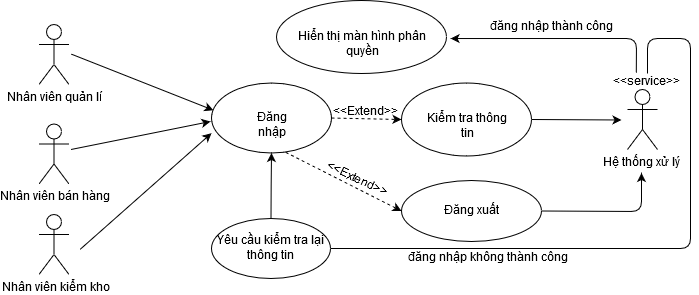 Hiển thị màn hình phân
quyền
đăng nhập thành công
<<service>>
Nhân viên quản lí
Đăng
nhập
<<Extend>>
Kiểm tra thông
tin
Hệ thống xử lý
Nhân viên bán hàng
<<Extend>>
Đăng xuất
Yêu cầu kiểm tra lại
thông tin
đăng nhập không thành công
Nhân viên kiểm kho